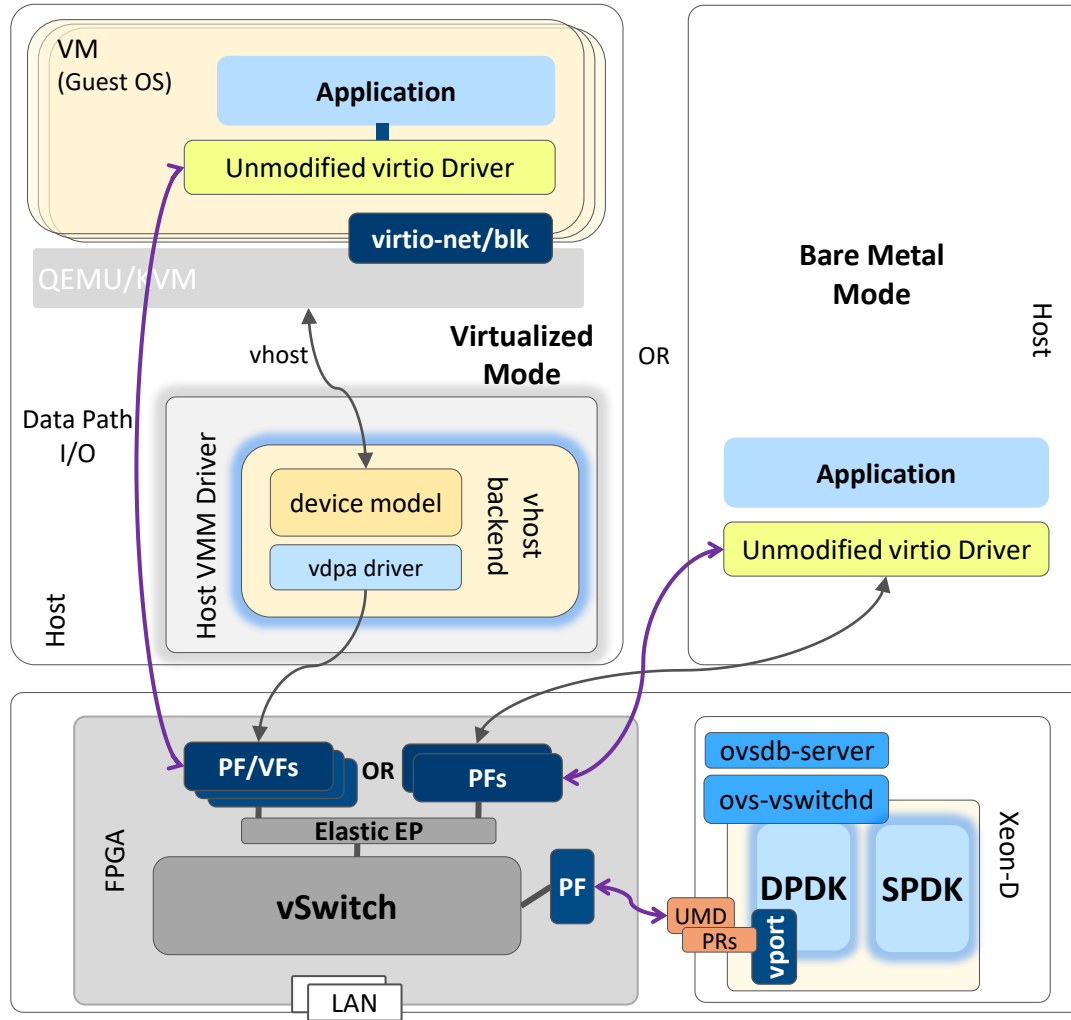 VM
(Guest OS)
Application
Unmodified virtio Driver
virtio-net/blk
QEMU/KVM
vhost
Virtualized
Mode
Data Path
I/O
Host VMM Driver
device model
vdpa driver
vhost
backend
Host
OR
Bare Metal
Mode
Host
Application
Unmodified virtio Driver
PF/VFs
OR
PFs
Elastic EP
FPGA
vSwitch
PF
LAN
ovsdb-server
ovs-vswitchd
Xeon-D
DPDK
SPDK
UMD
PRs
vport